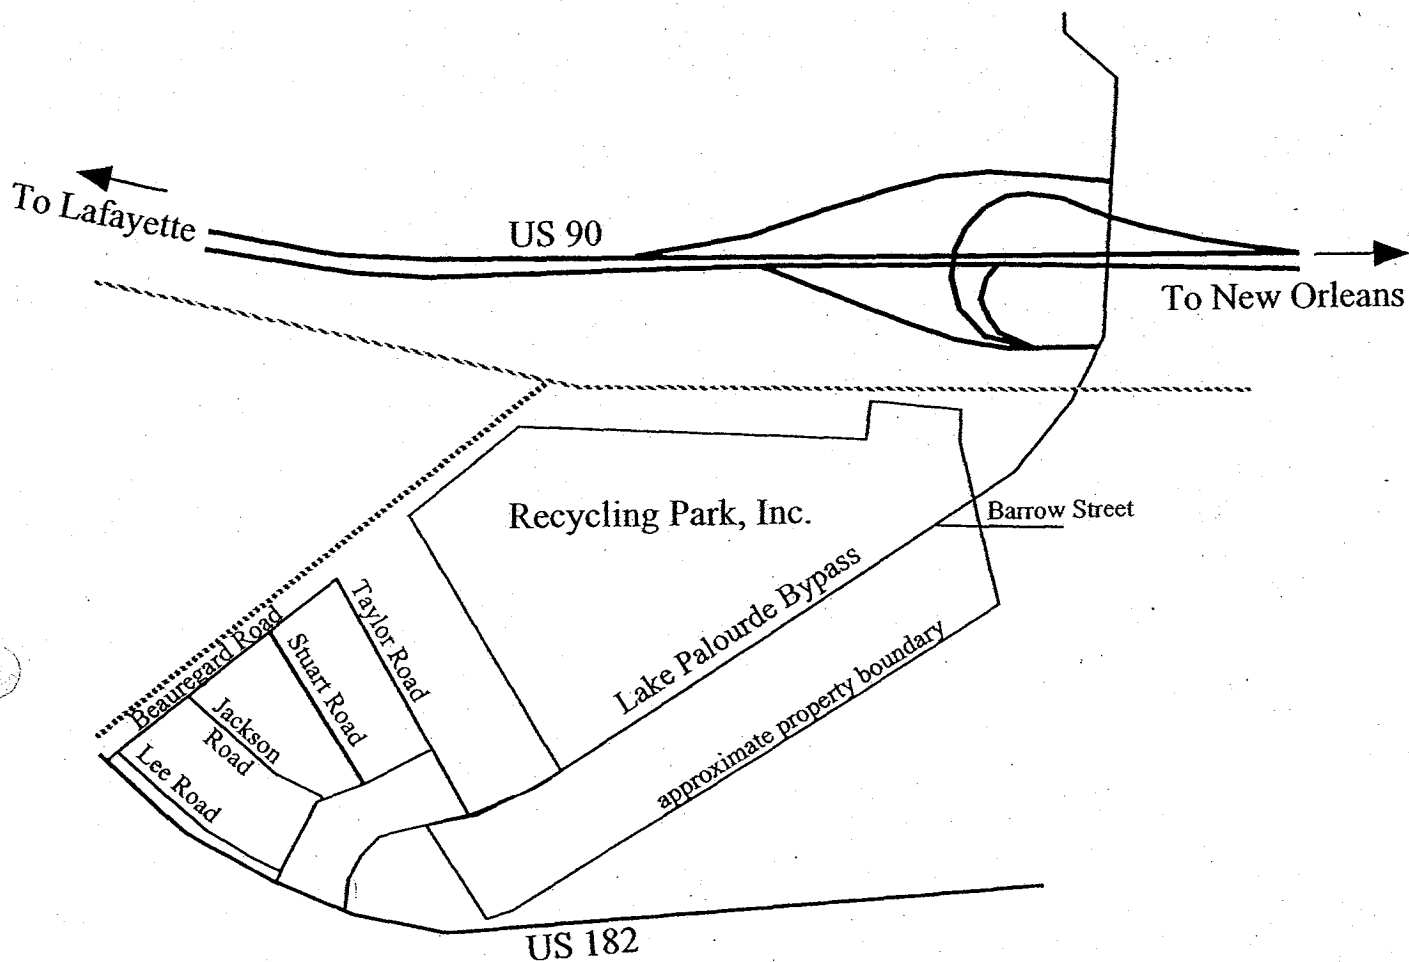 To Lafayette
US 90
To New Orleans
Recycling Park, Inc.
Barrow Street
Lake Palourde Bypass
Taylor Road
Beauregard Road
Stuart Road
Jackson
Road
Lee Road
approximate property boundary
US 182